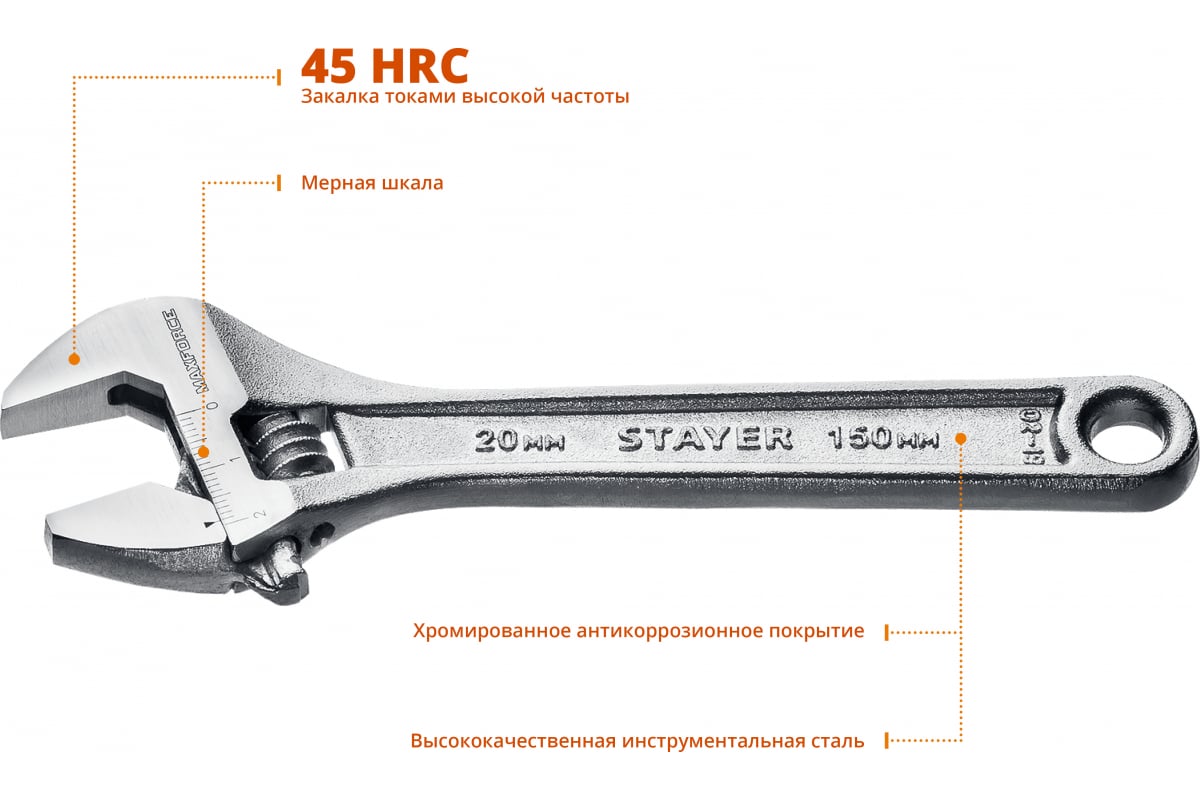 45 HRC
Закалка токами высокой частоты
Мерная шкала
MAXFORCE
0
1
2
20мм STAYER 150мм
Хромированное антикоррозионное покрытие
Высококачественная инструментальная сталь